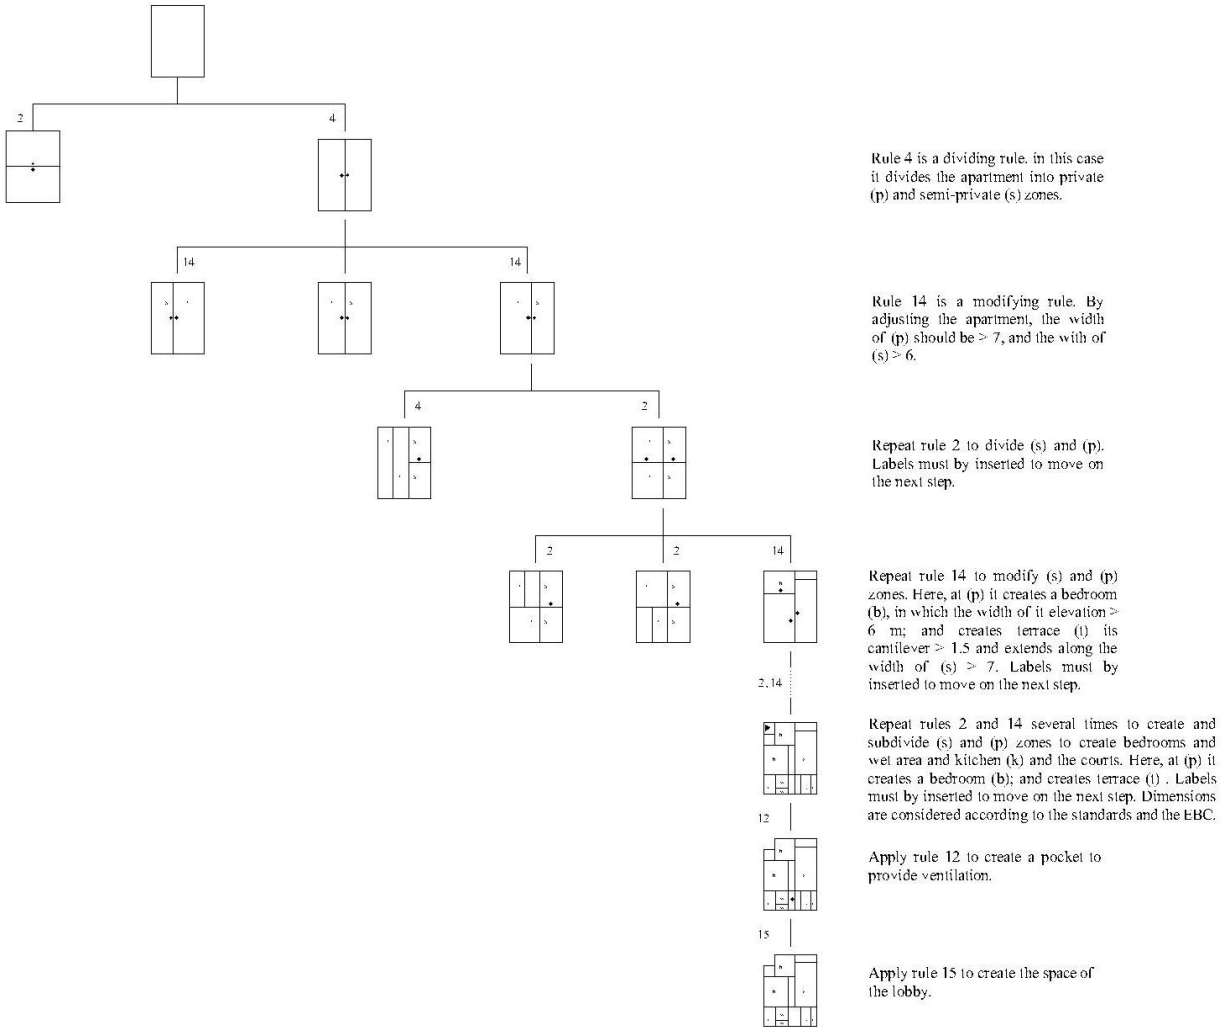 2
4
Rule 4 is a dividing rule. in this case
it divides the apartment into private
(p) and semi-private (s) zones.
14
14
Rule 14 is a modifying rule. By
adjusting the apartment, the width
of (p) should be > 7, and the with of
(s) > 6.
4
2
Repeat rule 2 to divide (s) and (p).
Labels must by inserted to move on
the next step.
2
2
14
Repeat rule 14 to modify (s) and (p)
zones. Here, at (p) it creates a bedroom
(b), in which the width of it elevation >
6 m; and creates terrace (t) its
cantilever > 1.5 and extends along the
width of (s) > 7. Labels must by
inserted to move on the next step.
2,14
Repeat rules 2 and 14 several times to create and
subdivide (s) and (p) zones to create bedrooms and
wet area and kitchen (k) and the courts. Here, at (p) it
creates a bedroom (b); and creates terrace (t) . Labels
must by inserted to move on the next step. Dimensions
are considered according to the standards and the EBC.
12
Apply rule 12 to create a pocket to
provide ventilation.
15
Apply rule 15 to create the space of
the lobby.